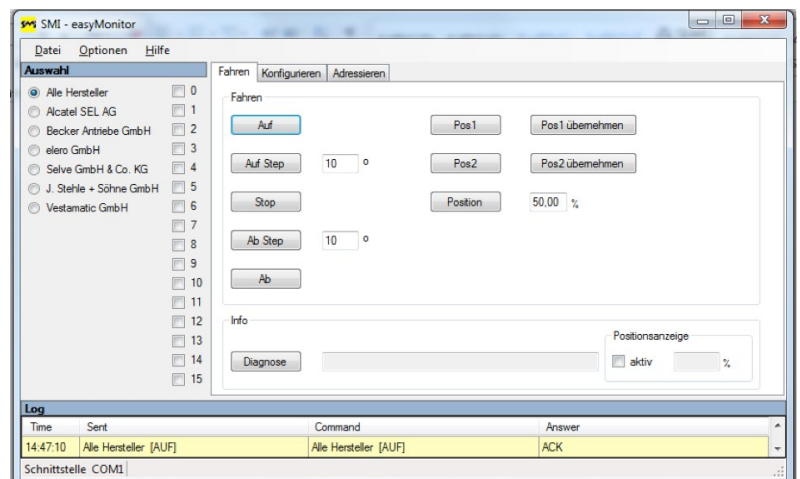 SMI - easyMonitor
Datei Optionen Hilfe
Auswahl
Alle Hersteller
Alcatel SEL AG
Becker Antriebe GmbH
elero GmbH
Selve GmbH & Co. KG
J. Stehle + Söhne GmbH
Vestamatic GmbH
0
1
2
3
4
5
6
7
8
9
10
11
12
13
14
15
Fahren Konfigurieren Adressieren
Fahren
Auf Pos1 Pos1 übernehmen
Auf Step 10 ° Pos2 Pos2 übernehmen
Stop Position 50,00 %
Ab Step 10 °
Ab
Info
Positionsanzeige
Diagnose aktiv %
Log
Time Sent Command Answer
14:47:10 Alle Hersteller [AUF] Alle Hersteller [AUF] ACK
Schnittstelle COM1